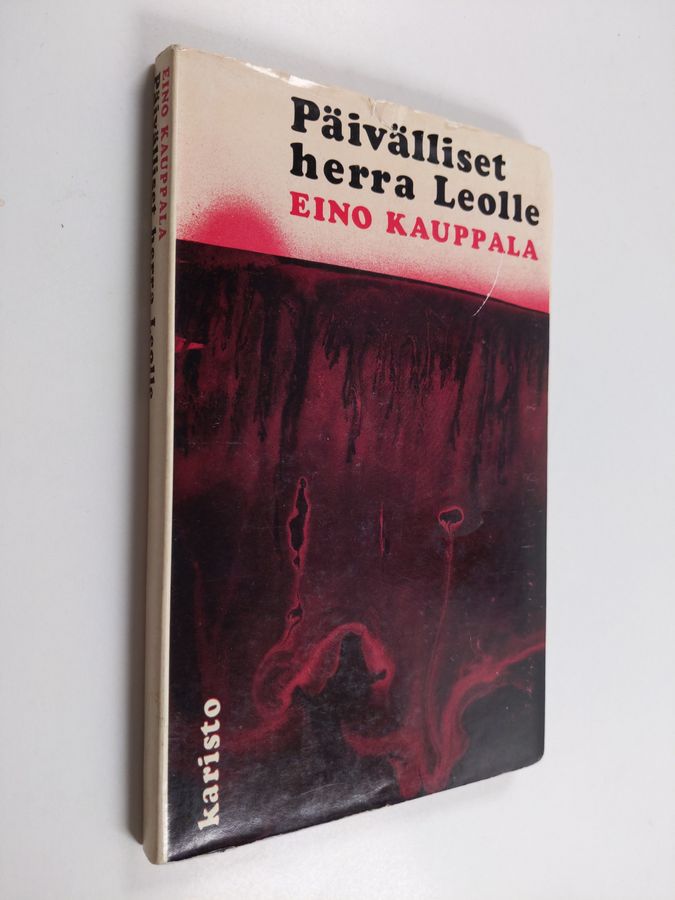 Päivälliset
herra Leolle
EINO KAUPPALA
karisto
EINO KAUPPALA
Päivälliset herra Leolle